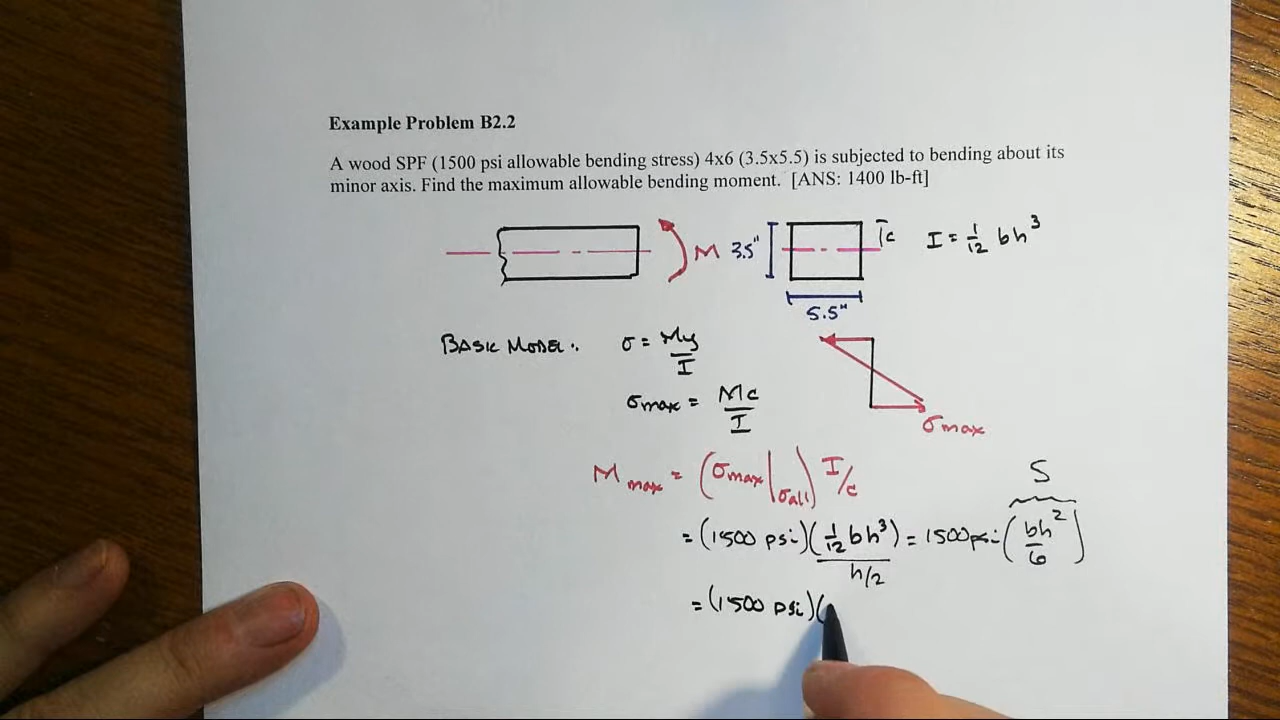 Example Problem B2.2
A wood SPF (1500 psi allowable bending stress) 4x6 (3.5x5.5) is subjected to bending about its
minor axis. Find the maximum allowable bending moment. [ANS: 1400 lb-ft]
M 3.5" c I = 1/12 bh³
5.5"
BASIC MODEL: σ = My/I
σmax = Mc/I
σmax
Mmax = (σmax|σall) I/c
S
= (1500 psi)(1/12 bh³)/(h/2) = 1500 psi (bh²/6)
= (1500 psi)(